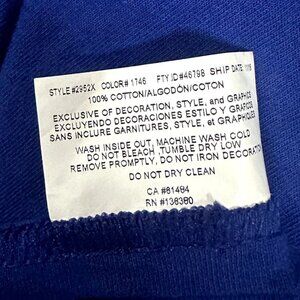 STYLE #2952X COLOR# 1746 FTY ID#46798 SHIP DATE
100% COTTON/ALGODÓN/COTON
EXCLUSIVE OF DECORATION, STYLE, and GRAPHICS
EXCLUYENDO DECORACIONES ESTILO Y GRAFICOS
SANS INCLURE GARNITURES, STYLE, et GRAPHIQUES
WASH INSIDE OUT, MACHINE WASH COLD
DO NOT BLEACH, TUMBLE DRY LOW
REMOVE PROMPTLY, DO NOT IRON DECORATION
DO NOT DRY CLEAN
CA #81484
RN #136380